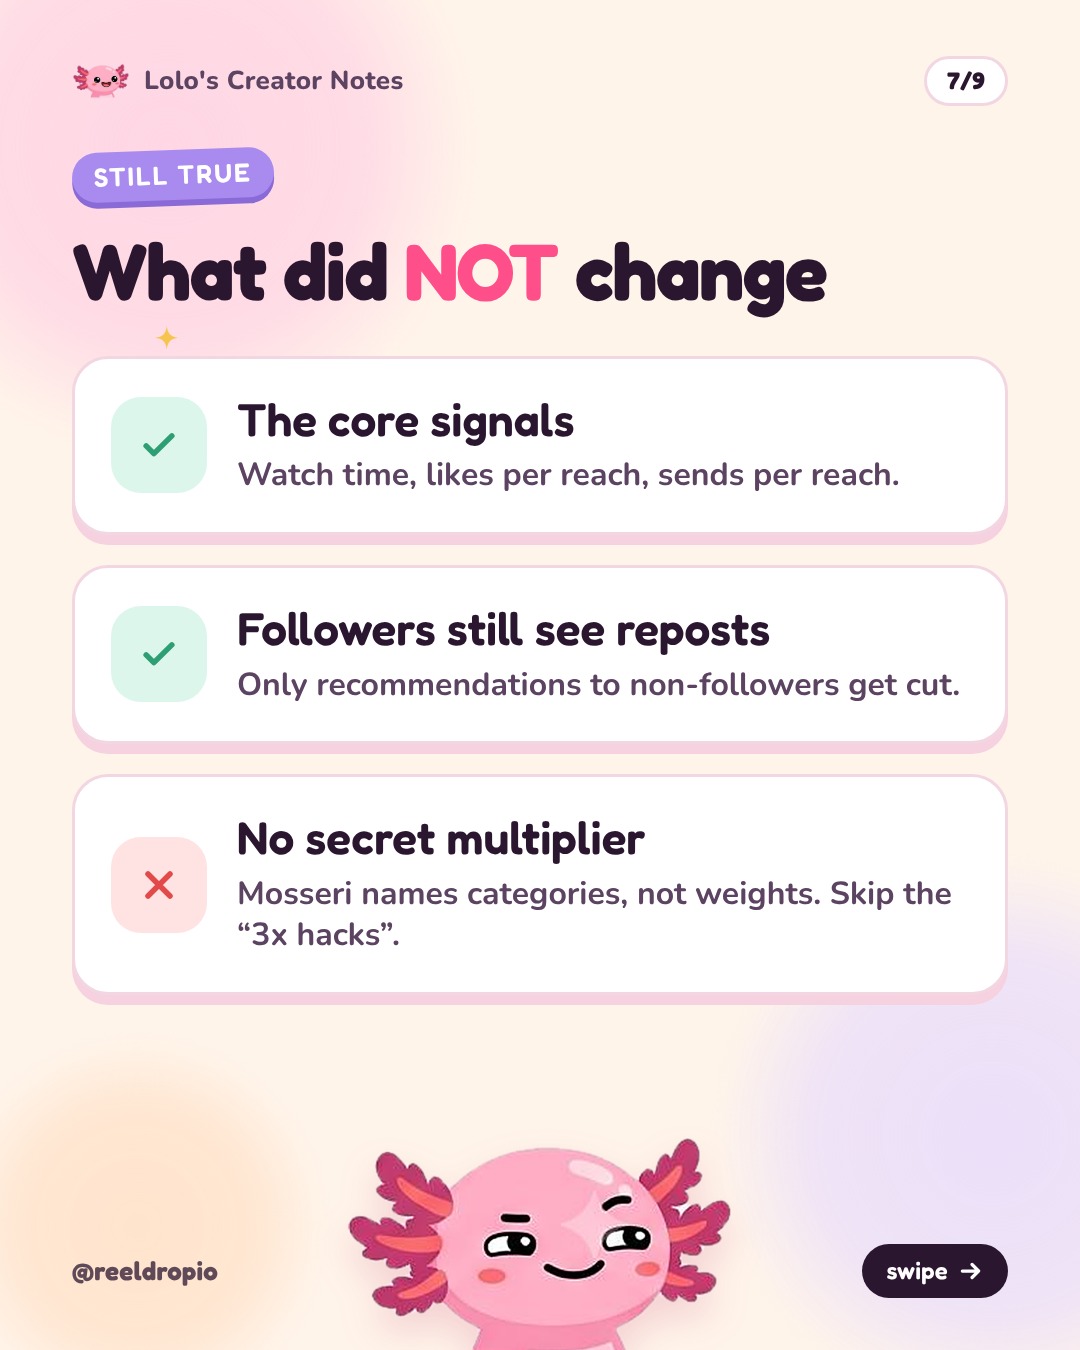 Lolo's Creator Notes
7/9
STILL TRUE
What did NOT change
The core signals
Watch time, likes per reach, sends per reach.
Followers still see reposts
Only recommendations to non-followers get cut.
No secret multiplier
Mosseri names categories, not weights. Skip the
“3x hacks”.
@reeldropio
swipe →